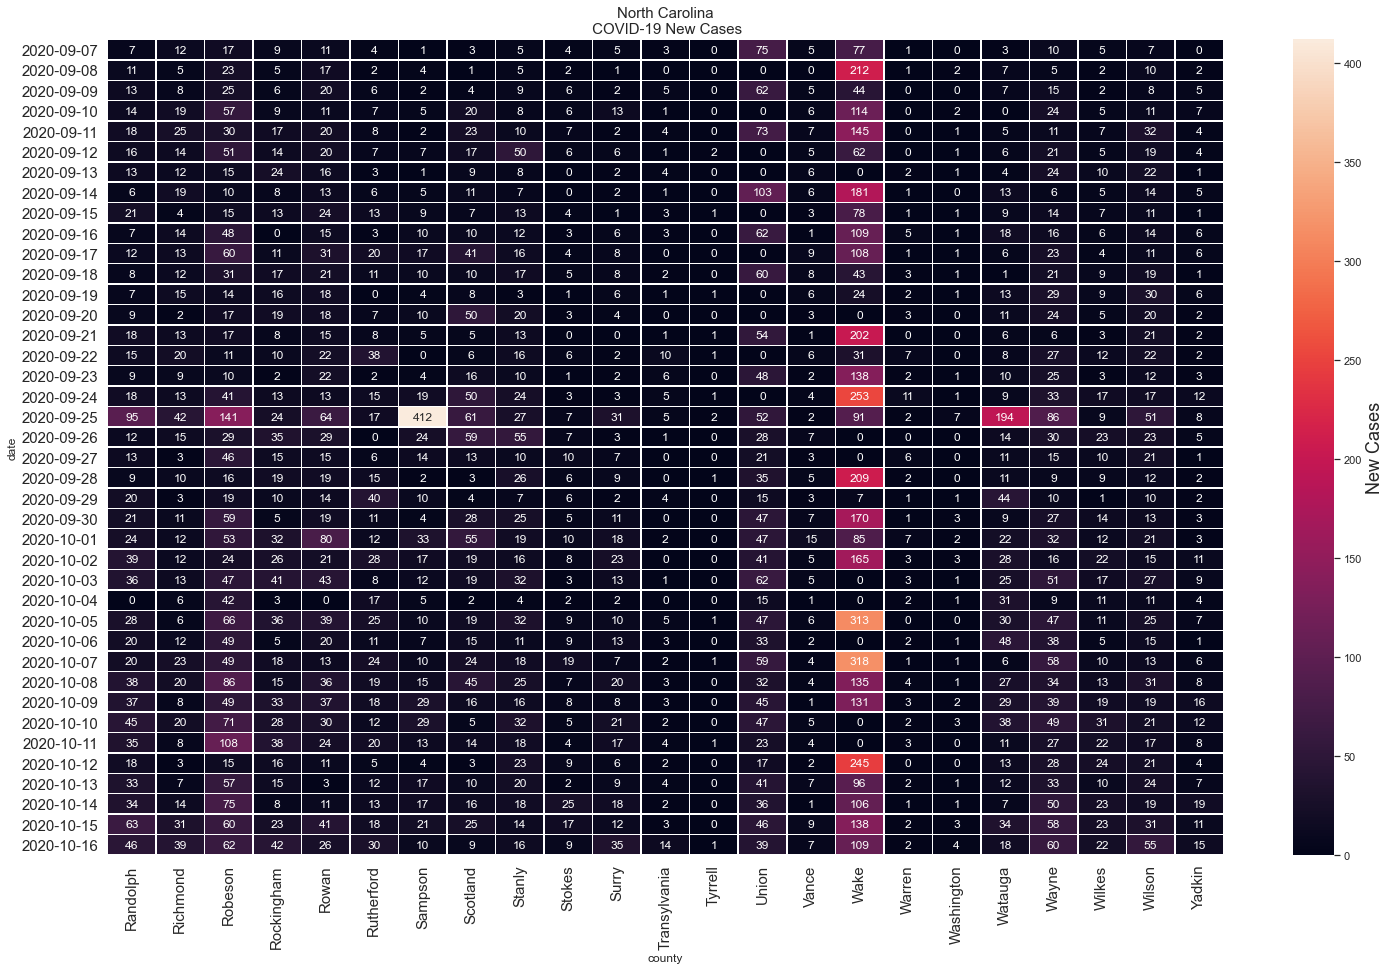 North Carolina
COVID-19 New Cases
2020-09-07 7 12 17 9 11 4 1 3 5 4 5 3 0 75 5 77 1 0 3 10 5 7 0
2020-09-08 11 5 23 5 17 2 4 1 5 2 1 0 0 0 0 212 1 2 7 5 2 10 2
2020-09-09 13 8 25 6 20 6 2 4 9 6 2 5 0 62 5 44 0 0 7 15 2 8 5
2020-09-10 14 19 57 9 11 7 5 20 8 6 13 1 0 0 6 114 0 2 0 24 5 11 7
2020-09-11 18 25 30 17 20 8 2 23 10 7 2 4 0 73 7 145 0 1 5 11 7 32 4
2020-09-12 16 14 51 14 20 7 7 17 50 6 6 1 2 0 5 62 0 1 6 21 5 19 4
2020-09-13 13 12 15 24 16 3 1 9 8 0 2 4 0 0 6 0 2 1 4 24 10 22 1
2020-09-14 6 19 10 8 13 6 5 11 7 0 2 1 0 103 6 181 1 0 13 6 5 14 5
2020-09-15 21 4 15 13 24 13 9 7 13 4 1 3 1 0 3 78 1 1 9 14 7 11 1
2020-09-16 7 14 48 0 15 3 10 10 12 3 6 3 0 62 1 109 5 1 18 16 6 14 6
2020-09-17 12 13 60 11 31 20 17 41 16 4 8 0 0 0 9 108 1 1 6 23 4 11 6
2020-09-18 8 12 31 17 21 11 10 10 17 5 8 2 0 60 8 43 3 1 1 21 9 19 1
2020-09-19 7 15 14 16 18 0 4 8 3 1 6 1 1 0 6 24 2 1 13 29 9 30 6
2020-09-20 9 2 17 19 18 7 10 50 20 3 4 0 0 0 3 0 3 0 11 24 5 20 2
2020-09-21 18 13 17 8 15 8 5 5 13 0 0 1 1 54 1 202 0 0 6 6 3 21 2
2020-09-22 15 20 11 10 22 38 0 6 16 6 2 10 1 0 6 31 7 0 8 27 12 22 2
2020-09-23 9 9 10 2 22 2 4 16 10 1 2 6 0 48 2 138 2 1 10 25 3 12 3
2020-09-24 18 13 41 13 13 15 19 50 24 3 3 5 1 0 4 253 11 1 9 33 17 17 12
2020-09-25 95 42 141 24 64 17 412 61 27 7 31 5 0 52 2 91 2 7 194 86 9 51 8
2020-09-26 12 15 29 35 29 0 24 59 55 7 3 1 0 28 7 0 0 0 14 30 23 23 5
2020-09-27 13 3 46 15 15 6 14 13 10 10 7 0 0 21 3 0 6 0 11 15 10 21 1
2020-09-28 9 10 16 19 19 15 2 3 26 6 9 0 1 35 5 209 2 0 11 9 9 12 2
2020-09-29 20 3 19 10 14 40 10 4 7 6 2 4 0 15 3 7 1 1 44 10 1 10 2
2020-09-30 21 11 59 5 19 11 4 28 25 5 11 0 0 47 7 170 1 3 9 27 14 13 3
2020-10-01 24 12 53 32 80 12 33 55 19 10 18 2 0 47 15 85 7 2 22 32 12 21 3
2020-10-02 39 12 24 26 21 28 17 19 16 8 23 0 0 41 5 165 3 3 28 16 22 15 11
2020-10-03 36 13 47 41 43 8 12 19 32 3 13 1 0 62 5 0 3 1 25 51 17 27 9
2020-10-04 0 6 42 3 0 17 5 2 4 2 2 0 0 15 1 0 2 1 31 9 11 11 4
2020-10-05 28 6 66 36 39 25 10 19 32 9 10 5 1 47 6 313 0 0 30 47 11 25 7
2020-10-06 20 12 49 5 20 11 7 15 11 9 13 3 0 33 2 0 2 1 48 38 5 15 1
2020-10-07 20 23 49 18 13 24 10 24 18 19 7 2 1 59 4 318 1 1 6 58 10 13 6
2020-10-08 38 20 86 15 36 19 15 45 25 7 20 3 0 32 4 135 4 1 27 34 13 31 8
2020-10-09 37 8 49 33 37 18 29 16 16 8 8 3 0 45 1 131 3 2 29 39 19 19 16
2020-10-10 45 20 71 28 30 12 29 5 32 5 21 2 0 47 5 0 2 3 38 49 31 21 12
2020-10-11 35 8 108 38 24 20 13 14 18 4 17 4 1 23 4 0 3 0 11 27 22 17 8
2020-10-12 18 3 15 16 11 5 4 3 23 9 6 2 0 17 2 245 0 0 13 28 24 21 4
2020-10-13 33 7 57 15 3 12 17 10 20 2 9 4 0 41 7 96 2 1 12 33 10 24 7
2020-10-14 34 14 75 8 11 13 17 16 18 25 18 2 0 36 1 106 1 1 7 50 23 19 19
2020-10-15 63 31 60 23 41 18 21 25 14 17 12 3 0 46 9 138 2 3 34 58 23 31 11
2020-10-16 46 39 62 42 26 30 10 9 16 9 35 14 1 39 7 109 2 4 18 60 22 55 15
Randolph Richmond Robeson Rockingham Rowan Rutherford Sampson Scotland Stanly Stokes Surry Transylvania Tyrrell Union Vance Wake Warren Washington Watauga Wayne Wilkes Wilson Yadkin
county
date
400
350
300
250
200
150
100
50
0
New Cases